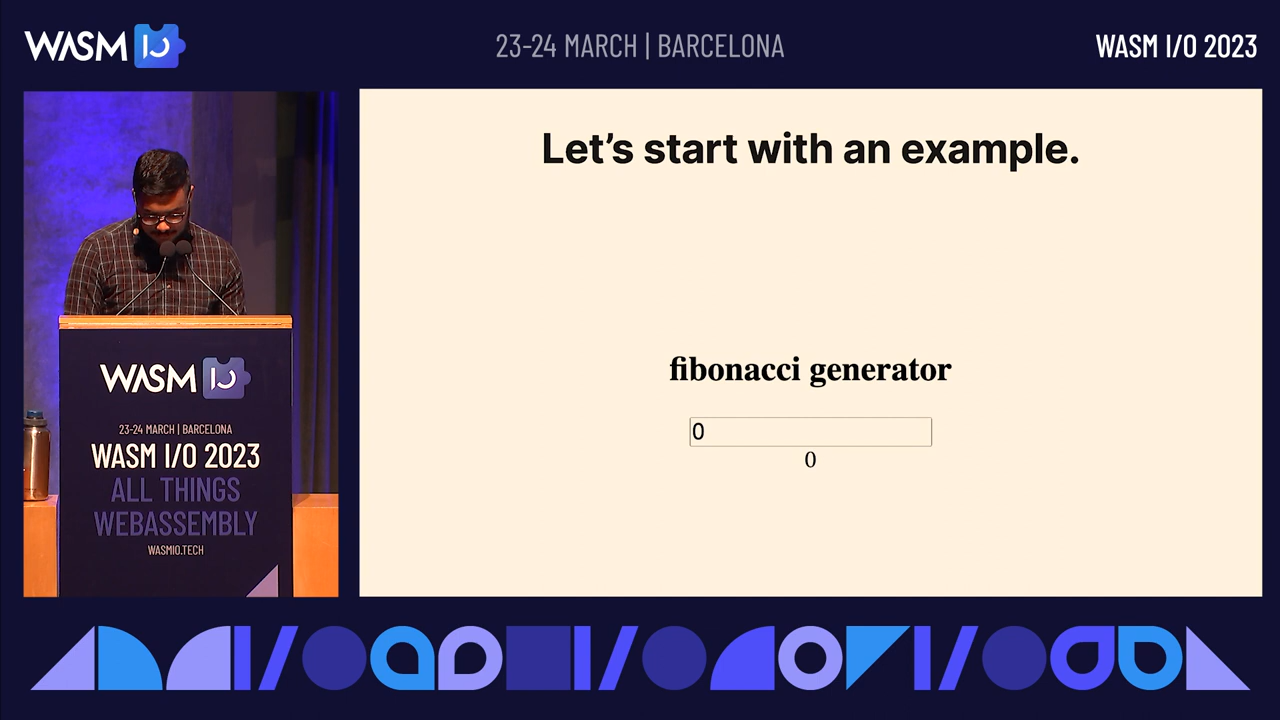 WASM IO
23-24 MARCH | BARCELONA
WASM I/O 2023
Let's start with an example.
fibonacci generator
0
0
WASM IO
23-24 MARCH | BARCELONA
WASM I/O 2023
ALL THINGS
WEBASSEMBLY
WASMIO.TECH